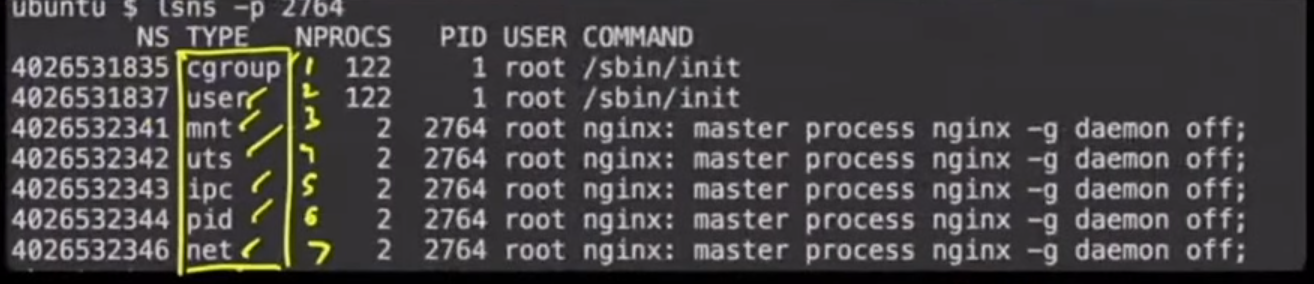 ubuntu $ lsns -p 2764
NS TYPE NPROCS PID USER COMMAND
4026531835 cgroup 1 122 1 root /sbin/init
4026531837 user 2 122 1 root /sbin/init
4026532341 mnt 3 2 2764 root nginx: master process nginx -g daemon off;
4026532342 uts 2 2764 root nginx: master process nginx -g daemon off;
4026532343 ipc 5 2 2764 root nginx: master process nginx -g daemon off;
4026532344 pid 6 2 2764 root nginx: master process nginx -g daemon off;
4026532346 net 7 2 2764 root nginx: master process nginx -g daemon off;